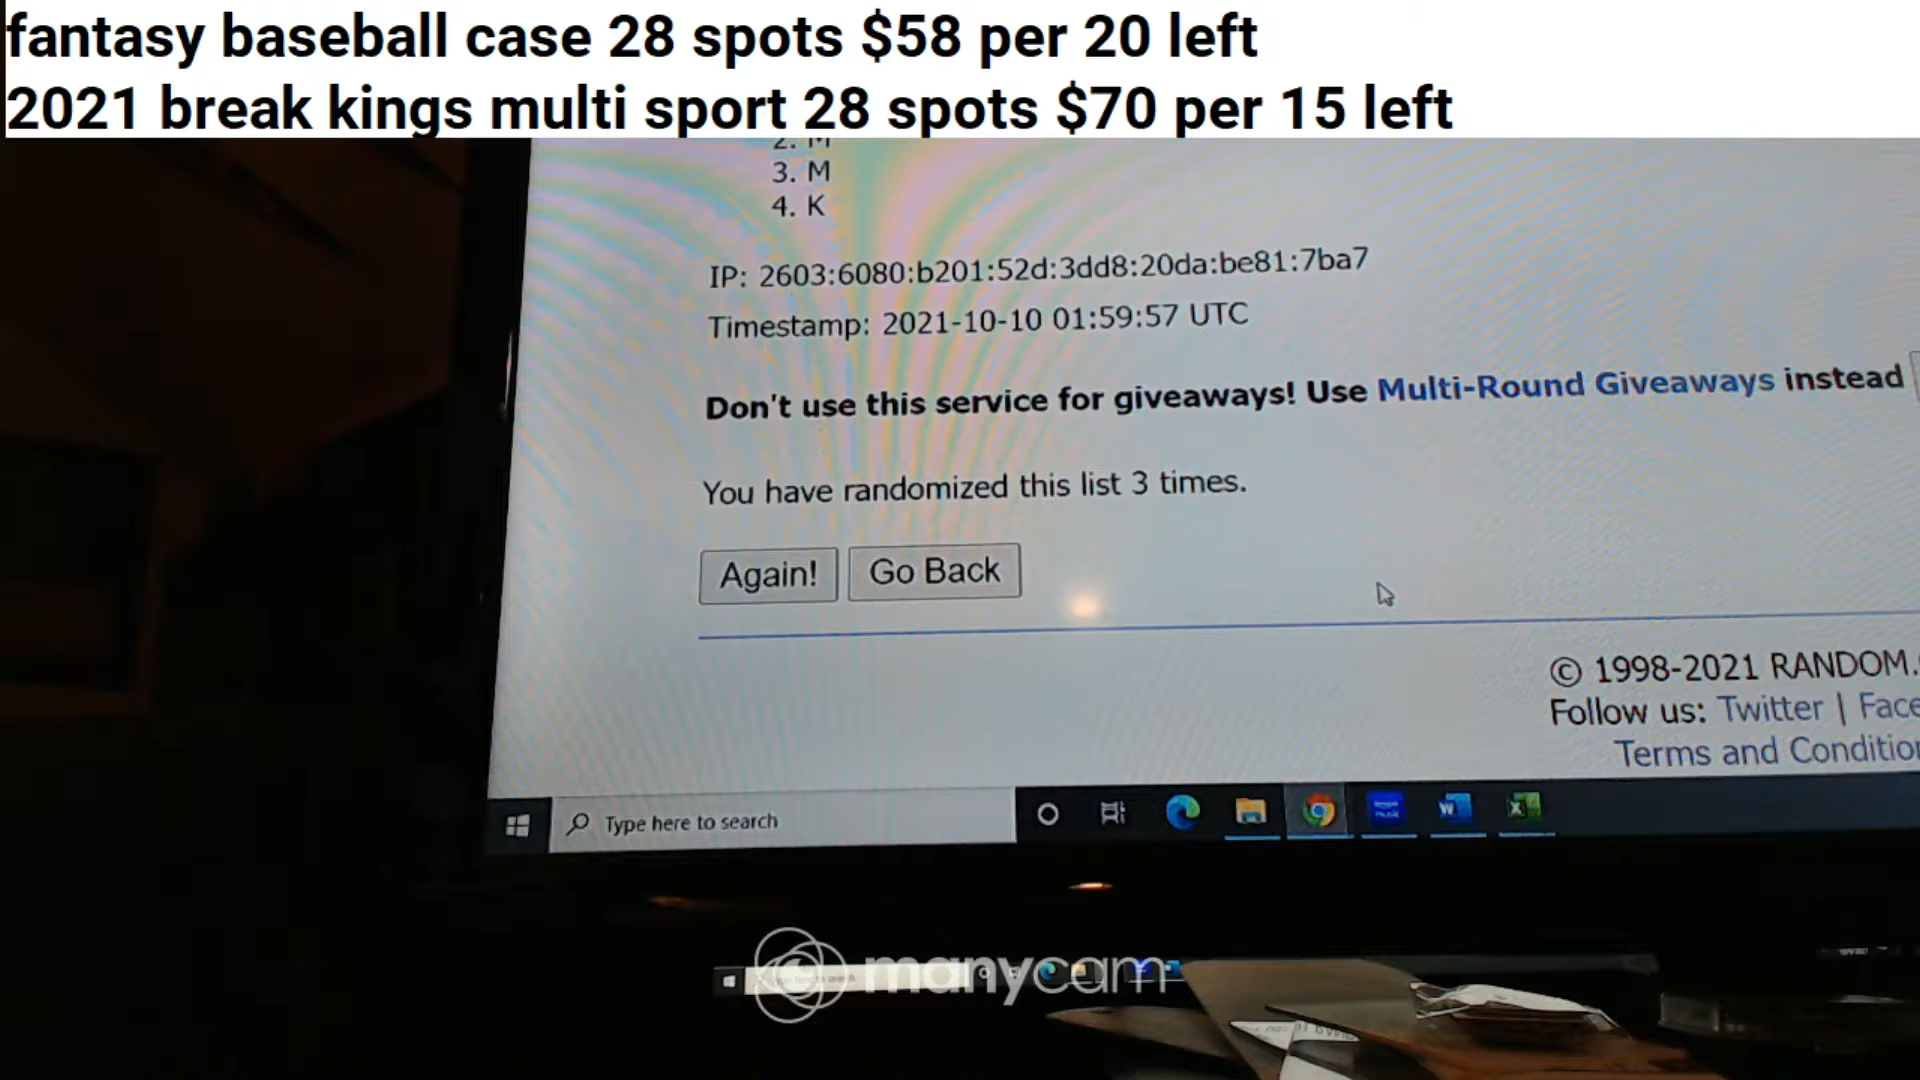 fantasy baseball case 28 spots $58 per 20 left
2021 break kings multi sport 28 spots $70 per 15 left
2. M
3. M
4. K
IP: 2603:6080:b201:52d:3dd8:20da:be81:7ba7
Timestamp: 2021-10-10 01:59:57 UTC
Don't use this service for giveaways! Use Multi-Round Giveaways instead
You have randomized this list 3 times.
Again! Go Back
© 1998-2021 RANDOM.
Follow us: Twitter | Face
Terms and Condition
Type here to search
manycam